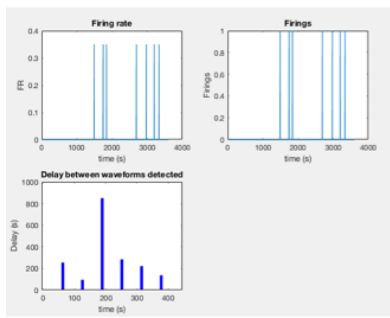 Firing rate
0.4
0.3
0.2
0.1
0
FR
0 1000 2000 3000 4000
time (s)
Firings
1
0.8
0.6
0.4
0.2
0
Firings
0 1000 2000 3000 4000
time (s)
Delay between waveforms detected
1000
800
600
400
200
0
Delay (s)
0 100 200 300 400
time (s)